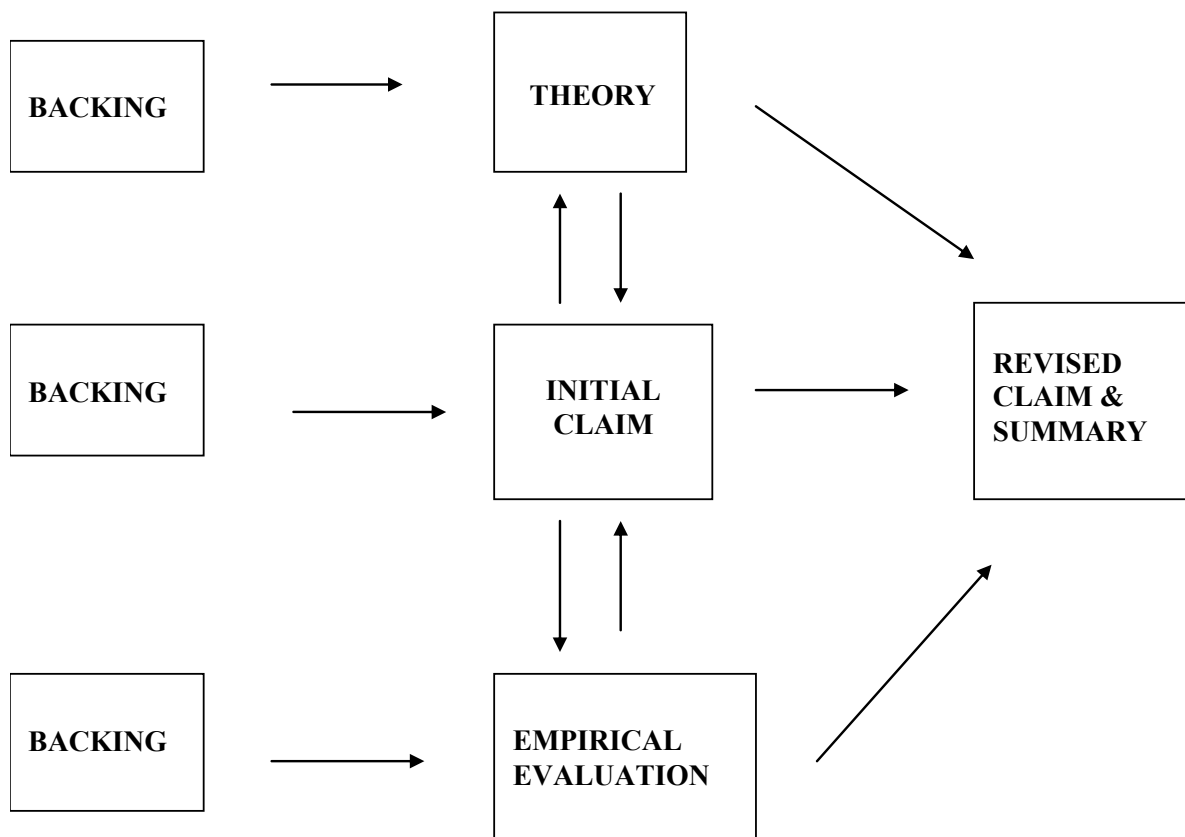 BACKING
THEORY
BACKING
INITIAL
CLAIM
REVISED
CLAIM &
SUMMARY
BACKING
EMPIRICAL
EVALUATION